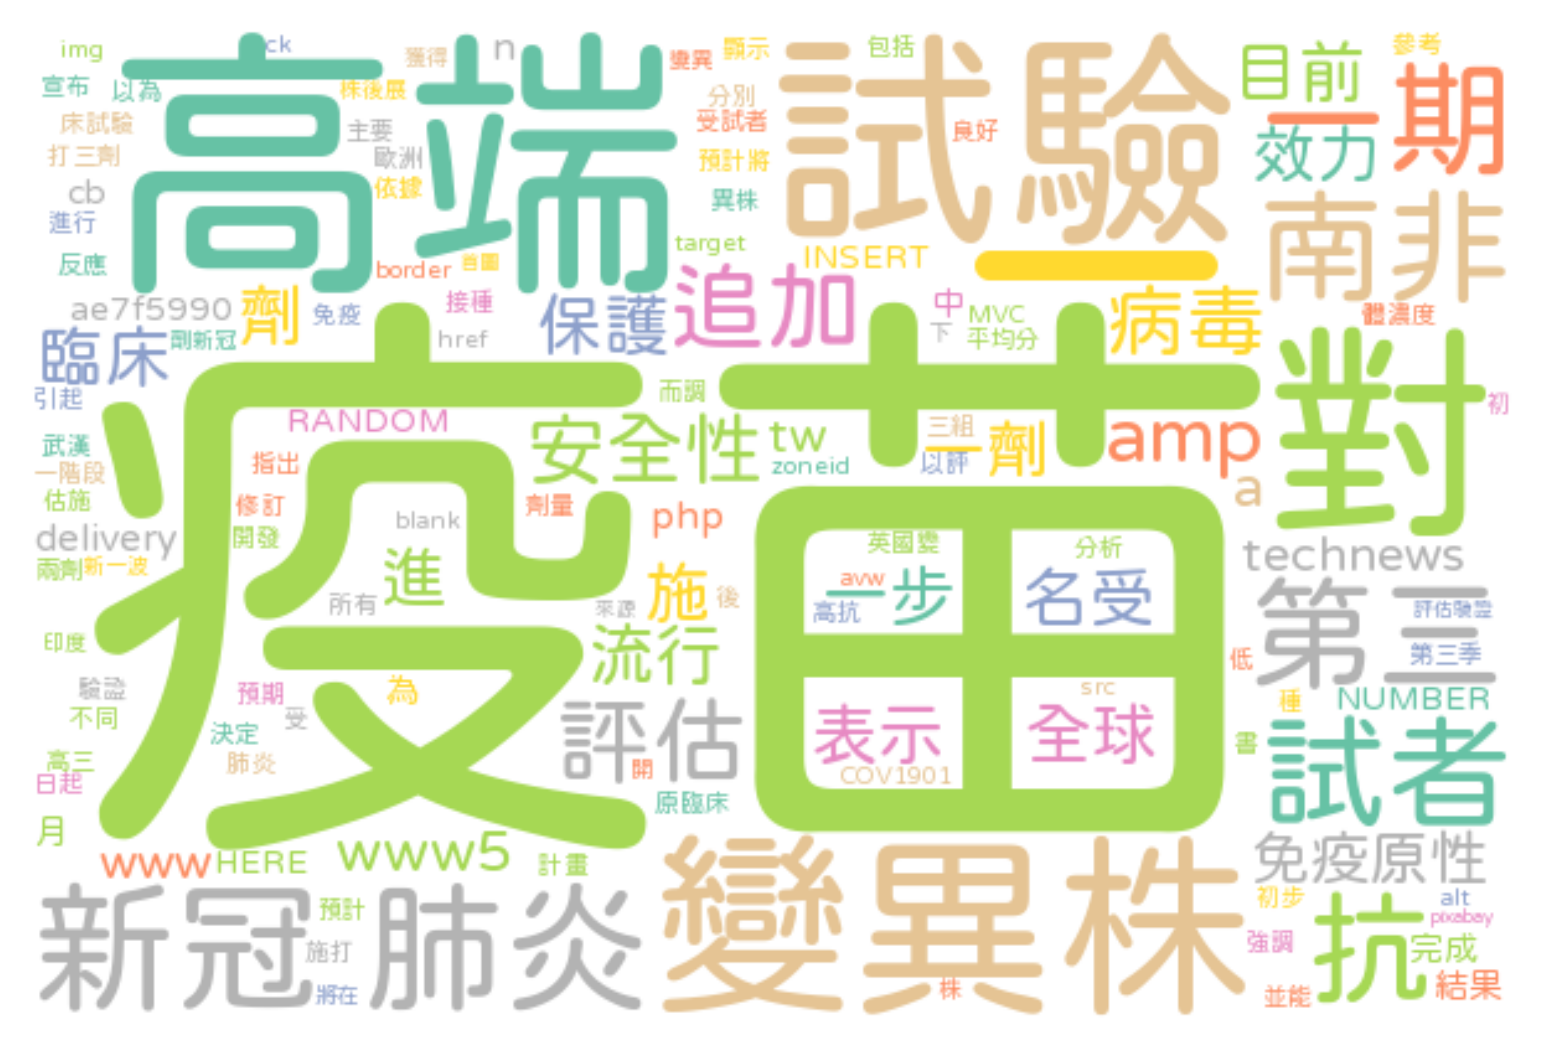 img
ck
獲得
n
變異
顯示
包括
目前
參考
高端
試驗
宣布
以為
株後展
分別
一期
床試驗
主要
受試者
良好
效力
打三劑
歐洲
預計將
cb
依據
異株
南非
進行
target
反應
border
首圖
INSERT
一
ae7f5990
劑
免疫
接種
保護
追加
中
MVC
病毒
體濃度
臨床
劑新冠
href
下
平均分
對
疫苗
引起
而調
初
RANDOM
安全性
tw
三組
一劑
amp
武漢
指出
zoneid
以評
一階段
a
估施
修訂
劑量
blank
php
delivery
開發
英國變
分析
technews
兩劑
新一波
進
施
avw
一步
名受
第三
所有
來源
後
高抗
評估驗證
印度
流行
低
第三季
驗證
預期
為
src
種
NUMBER
不同
受
決定
評估
表示
全球
書
試者
高三
肺炎
開
COV1901
日起
原臨床
月
www
HERE
www5
計畫
變異株
免疫原性
新冠肺炎
預計
初步
alt
抗
pixabay
施打
強調
完成
將在
株
並能
結果